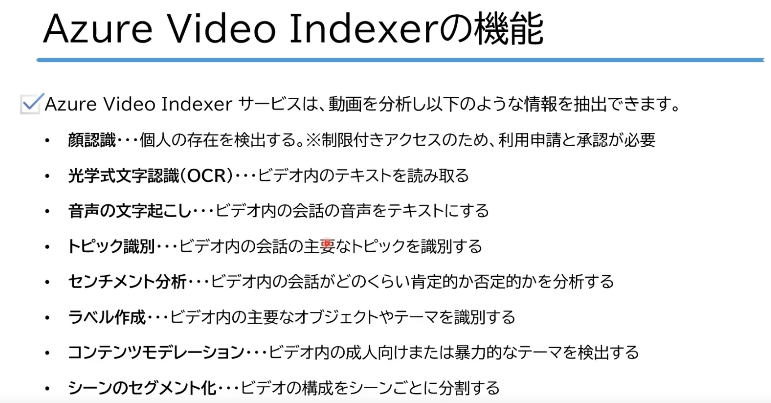 Azure Video Indexerの機能
Azure Video Indexer サービスは、動画を分析し以下のような情報を抽出できます。
• 顔認識･･･個人の存在を検出する。※制限付きアクセスのため、利用申請と承認が必要
• 光学式文字認識(OCR)･･･ビデオ内のテキストを読み取る
• 音声の文字起こし･･･ビデオ内の会話の音声をテキストにする
• トピック識別･･･ビデオ内の会話の主要なトピックを識別する
• センチメント分析･･･ビデオ内の会話がどのくらい肯定的か否定的かを分析する
• ラベル作成･･･ビデオ内の主要なオブジェクトやテーマを識別する
• コンテンツモデレーション･･･ビデオ内の成人向けまたは暴力的なテーマを検出する
• シーンのセグメント化･･･ビデオの構成をシーンごとに分割する